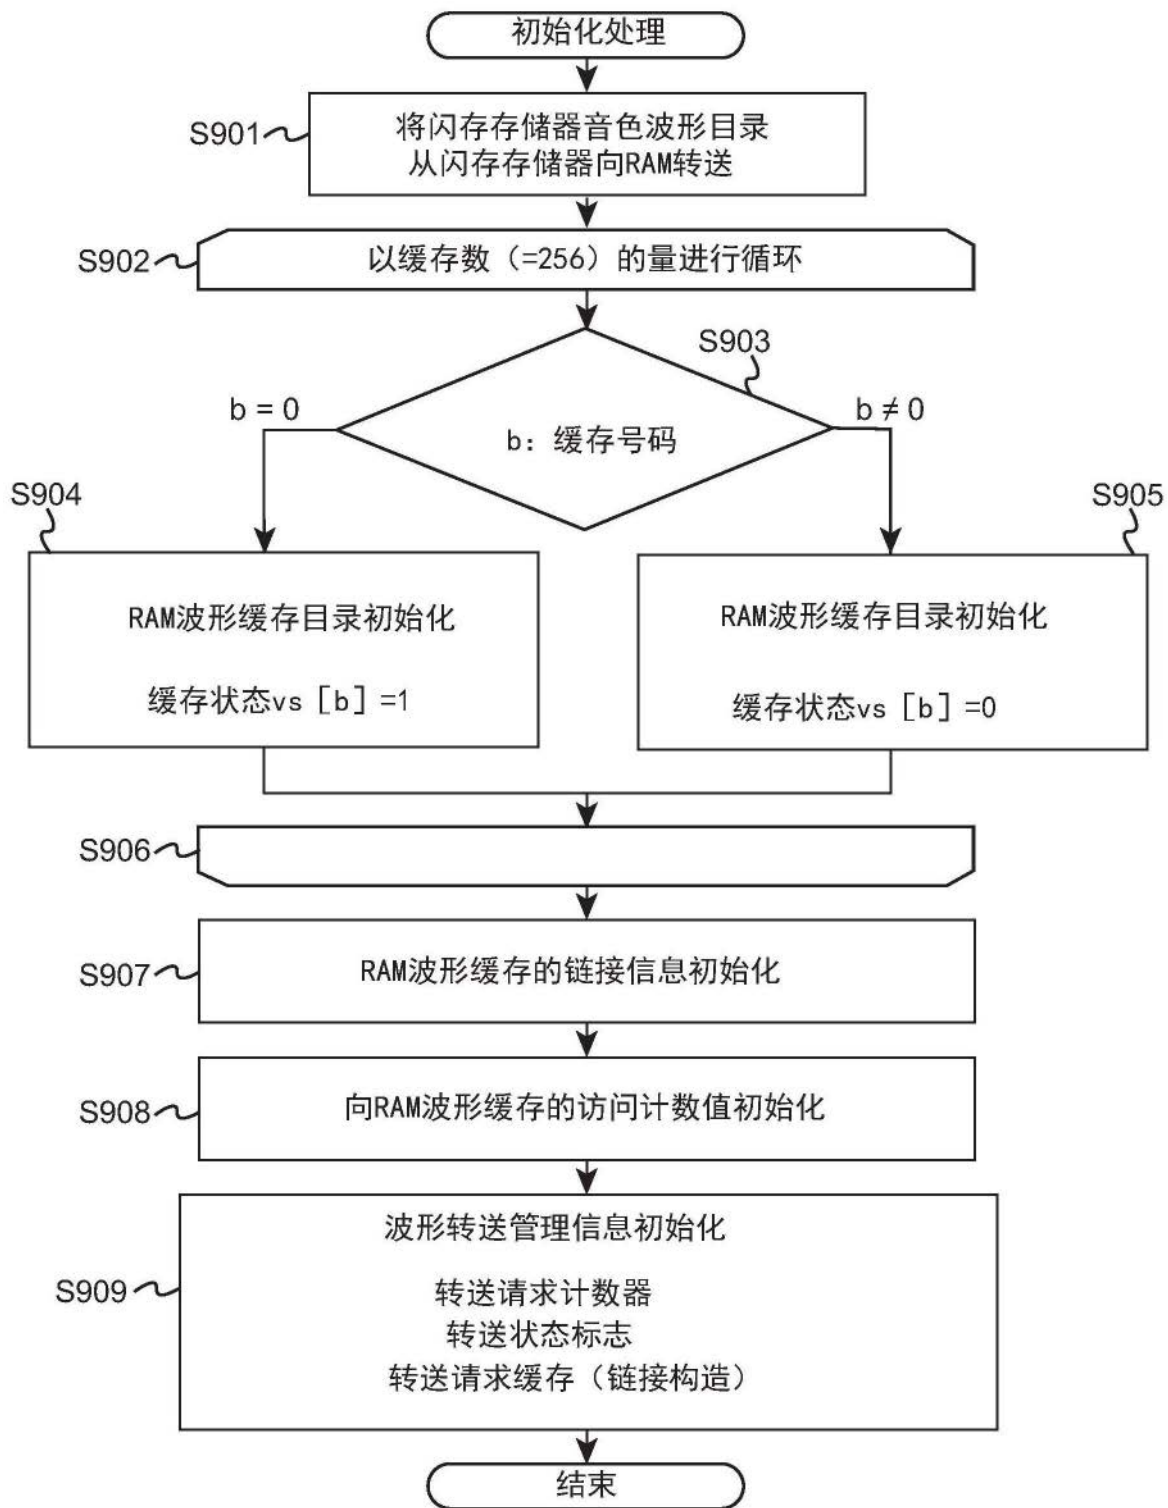 初始化处理
S901
将闪存存储器音色波形目录
从闪存存储器向RAM转送
S902
以缓存数（=256）的量进行循环
S903
b = 0
b ≠ 0
b：缓存号码
S904
S905
RAM波形缓存目录初始化
缓存状态vs［b］=1
RAM波形缓存目录初始化
缓存状态vs［b］=0
S906
S907
RAM波形缓存的链接信息初始化
S908
向RAM波形缓存的访问计数值初始化
S909
波形转送管理信息初始化
转送请求计数器
转送状态标志
转送请求缓存（链接构造）
结束